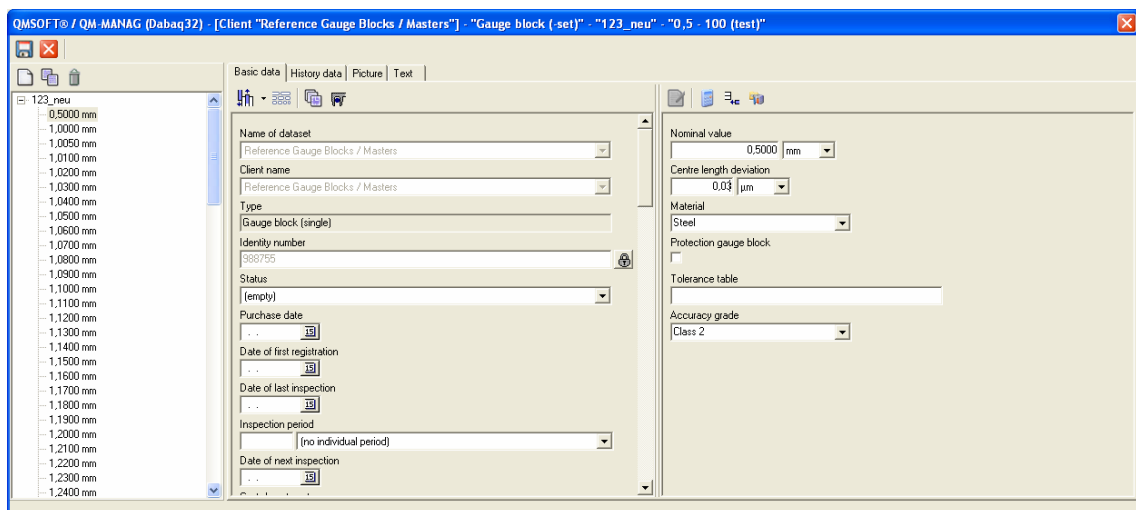 QMSOFT® / QM-MANAG (Dabaq32) - [Client "Reference Gauge Blocks / Masters"] - "Gauge block (-set)" - "123_neu" - "0,5 - 100 (test)"
Basic data History data Picture Text
123_neu
0,5000 mm
1,0000 mm
1,0050 mm
1,0100 mm
1,0200 mm
1,0300 mm
1,0400 mm
1,0500 mm
1,0600 mm
1,0700 mm
1,0800 mm
1,0900 mm
1,1000 mm
1,1100 mm
1,1200 mm
1,1300 mm
1,1400 mm
1,1500 mm
1,1600 mm
1,1700 mm
1,1800 mm
1,1900 mm
1,2000 mm
1,2100 mm
1,2200 mm
1,2300 mm
1,2400 mm
Name of dataset
Reference Gauge Blocks / Masters
Client name
Reference Gauge Blocks / Masters
Type
Gauge block (single)
Identity number
988755
Status
(empty)
Purchase date
. . 15
Date of first registration
. . 15
Date of last inspection
. . 15
Inspection period
(no individual period)
Date of next inspection
. . 15
Nominal value
0,5000 mm
Centre length deviation
0,03 µm
Material
Steel
Protection gauge block
Tolerance table
Accuracy grade
Class 2